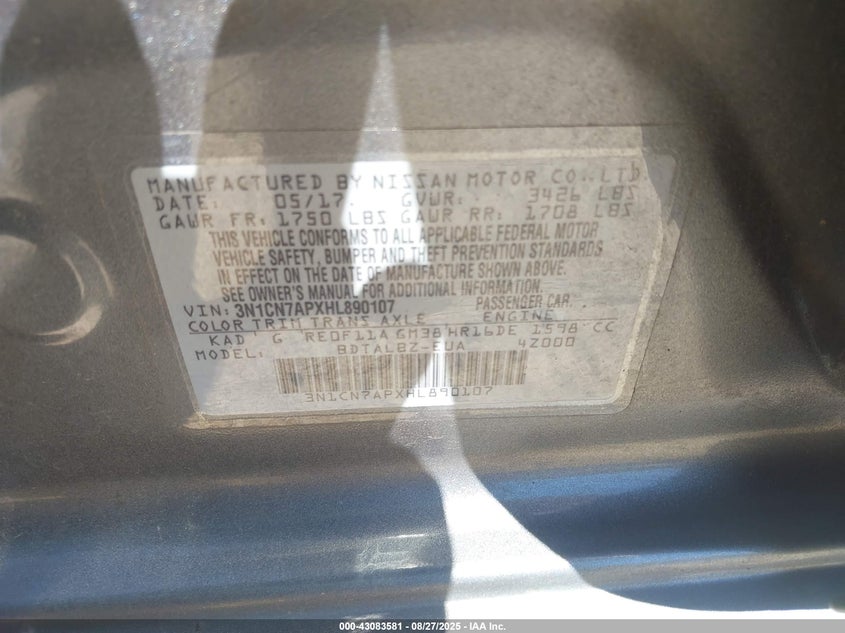 MANUFACTURED BY NISSAN MOTOR CO.,LTD
DATE: 05/17 GVWR: 3426 LBS
GAWR FR: 1750 LBS GAWR RR: 1708 LBS
THIS VEHICLE CONFORMS TO ALL APPLICABLE FEDERAL MOTOR
VEHICLE SAFETY, BUMPER AND THEFT PREVENTION STANDARDS
IN EFFECT ON THE DATE OF MANUFACTURE SHOWN ABOVE.
SEE OWNER'S MANUAL FOR ADDITIONAL INFORMATION.
VIN: 3N1CN7APXHL890107 PASSENGER CAR
COLOR TRIM TRANS AXLE ENGINE
KAD G RE0F11A GM38 HR16DE 1598 CC
MODEL: BDTALBZ-EUA 4Z000
3N1CN7APXHL890107
000-43083581 - 08/27/2025 - IAA Inc.